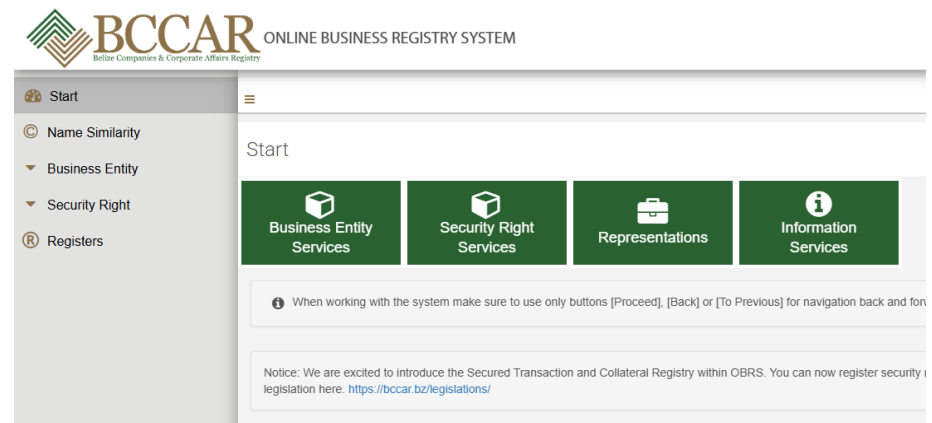 BCCAR
Belize Companies & Corporate Affairs Registry
ONLINE BUSINESS REGISTRY SYSTEM
Start
Name Similarity
Business Entity
Security Right
Registers
Start
Business Entity
Services
Security Right
Services
Representations
Information
Services
When working with the system make sure to use only buttons [Proceed], [Back] or [To Previous] for navigation back and
Notice: We are excited to introduce the Secured Transaction and Collateral Registry within OBRS. You can now register security
legislation here. https://bccar.bz/legislations/